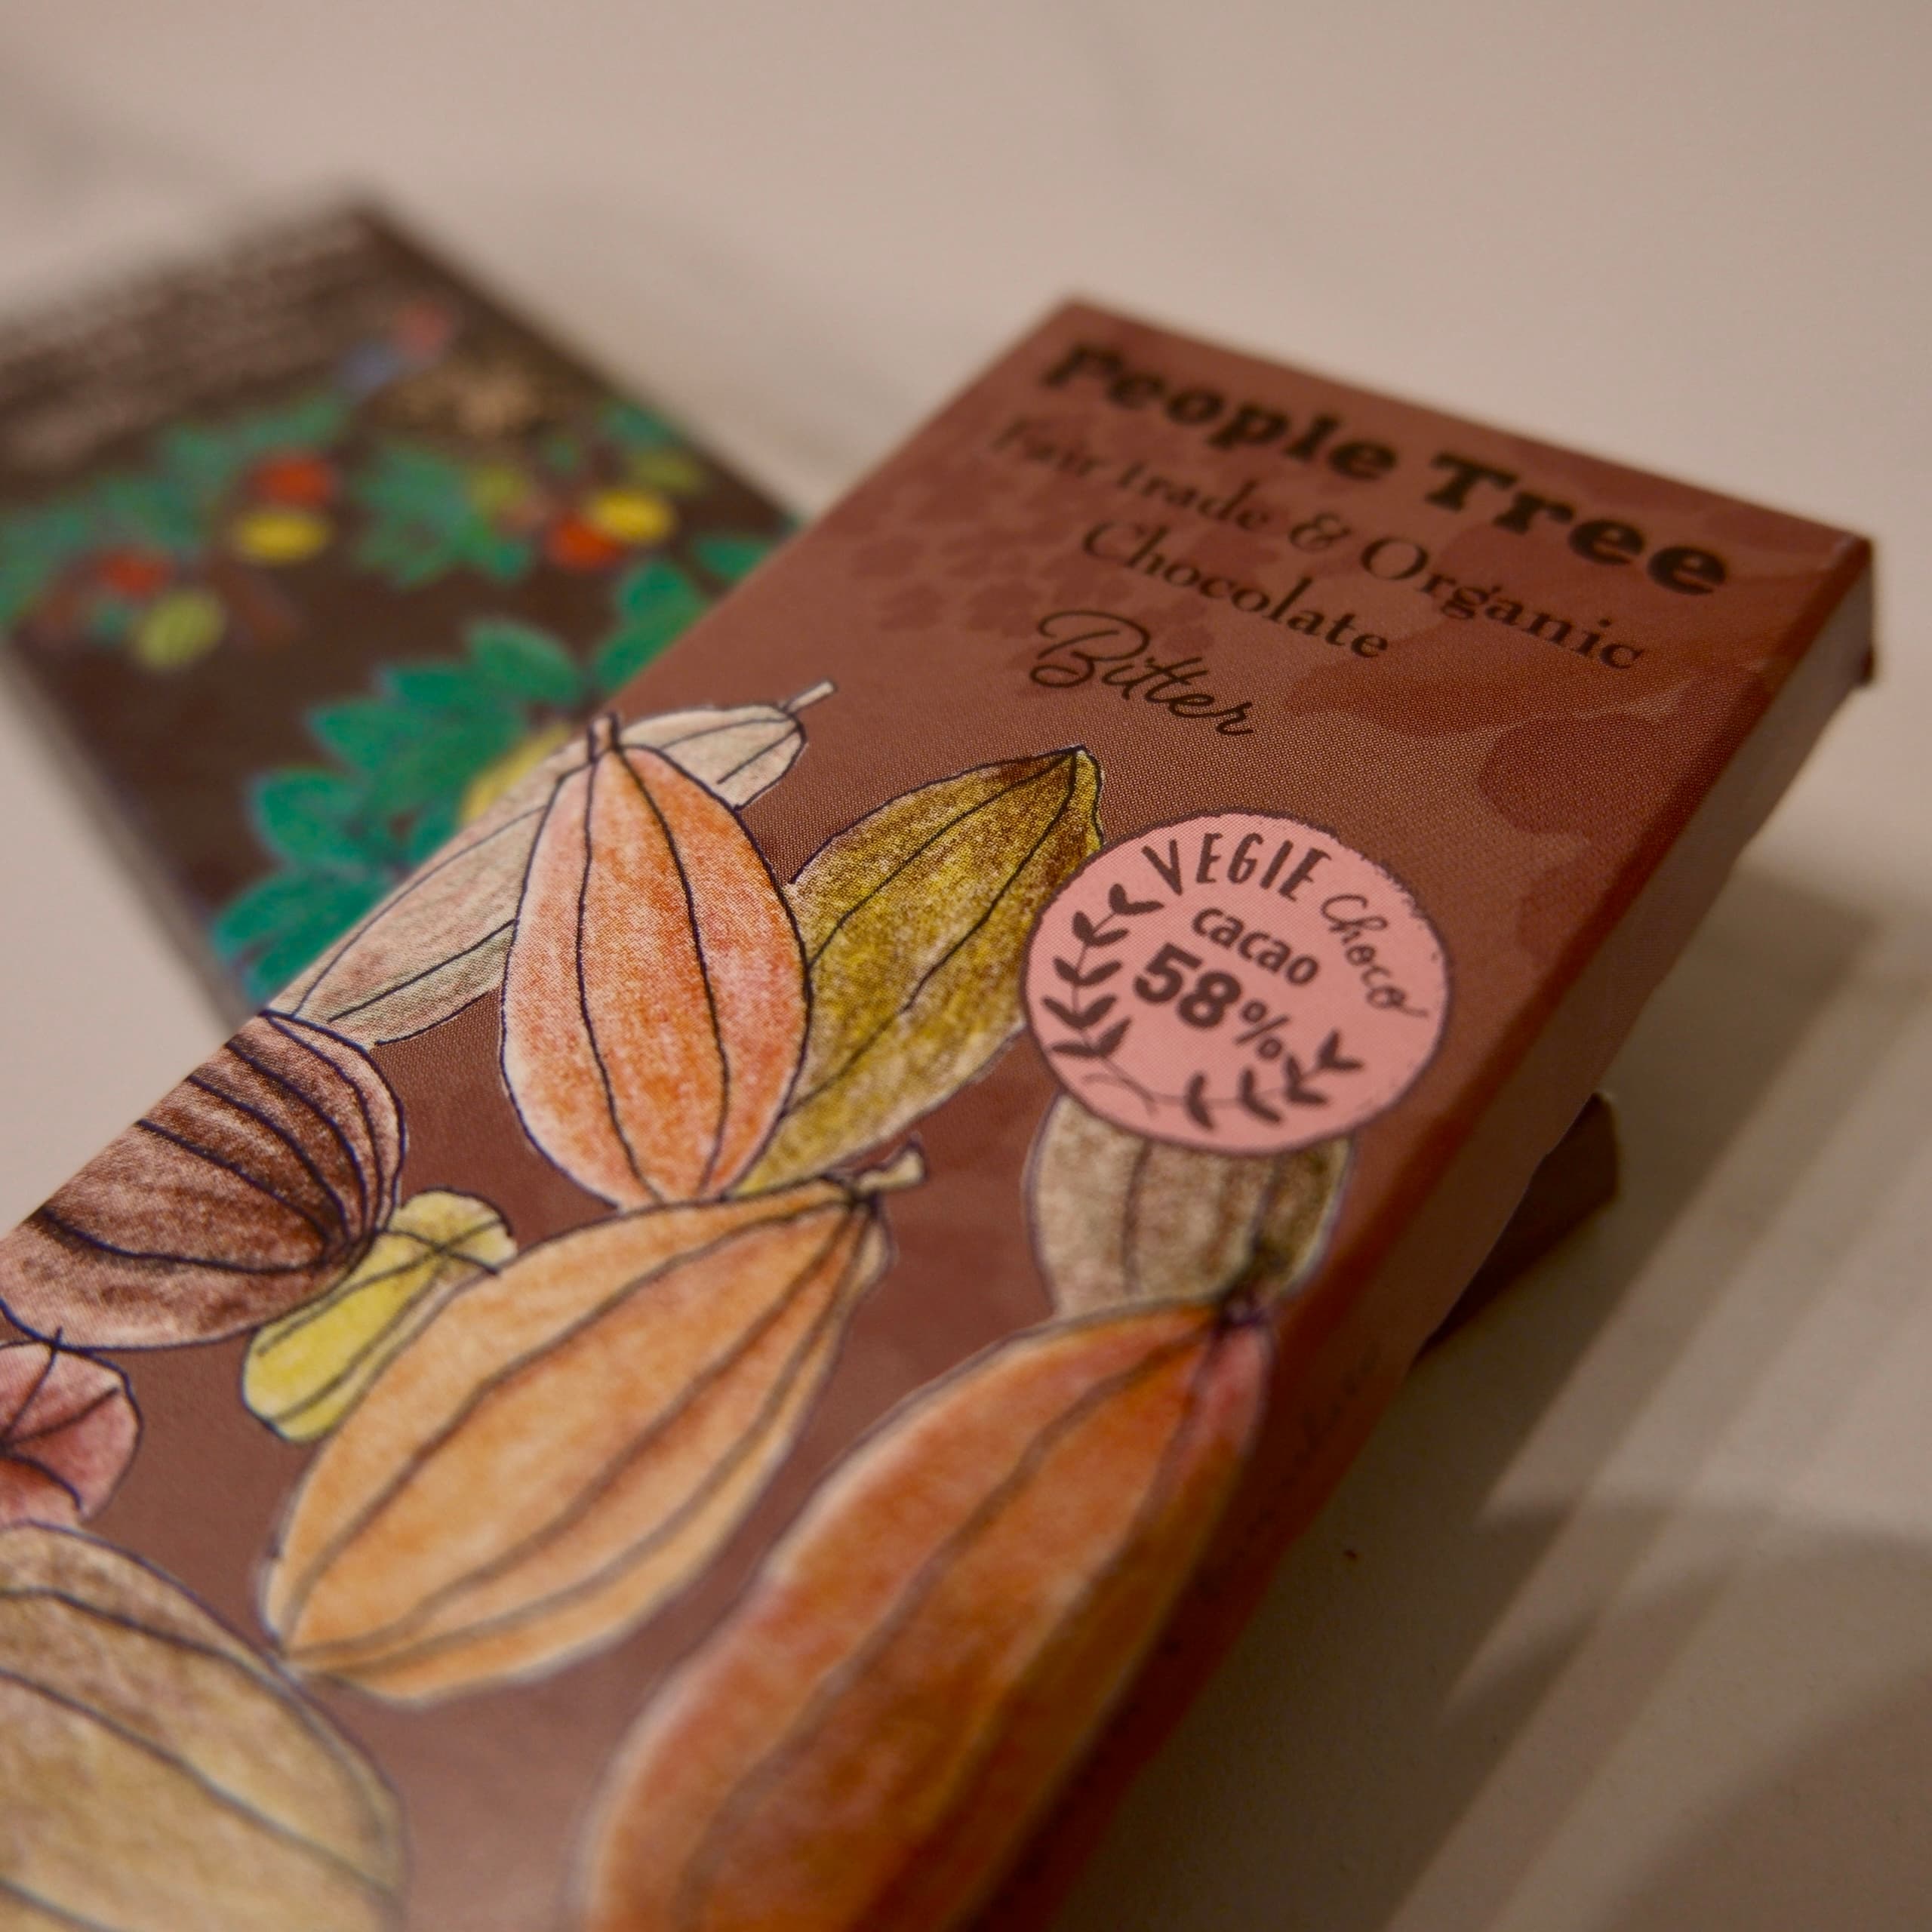 People Tree
Fair Trade & Organic
Chocolate
Bitter
VEGIE choco
cacao
58%